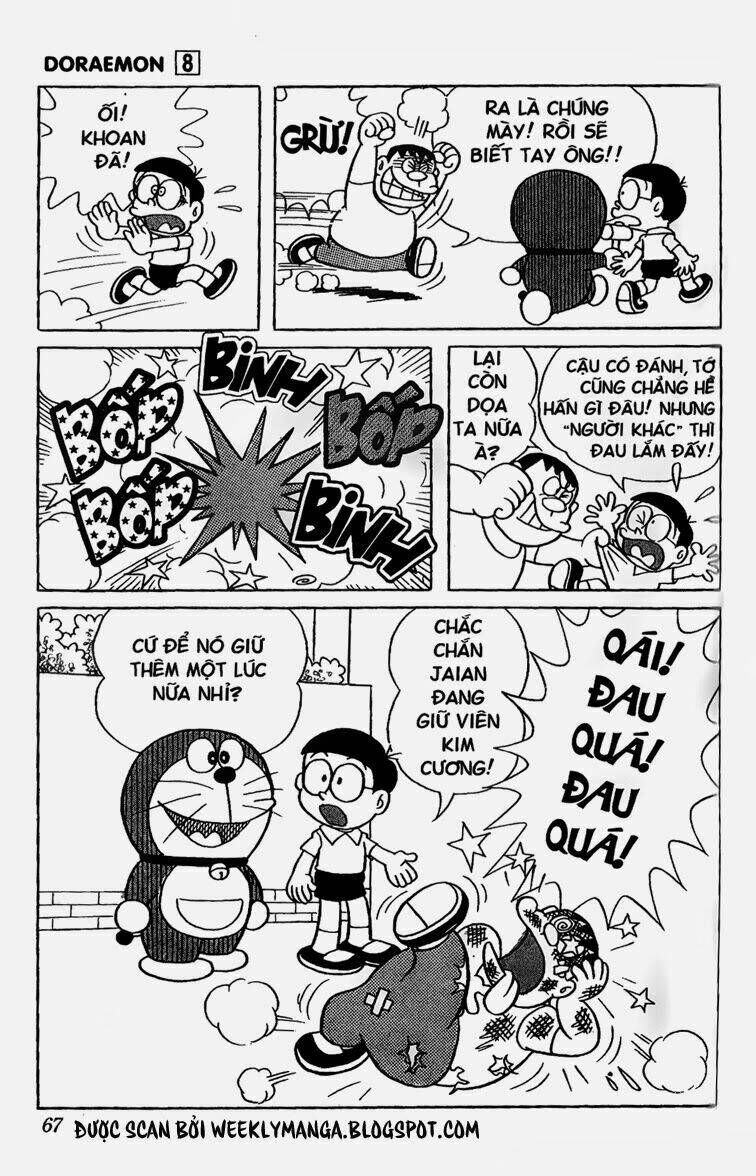 DORAEMON 8
ỐI!
KHOAN
ĐÃ!
GRỪ!
RA LÀ CHÚNG
MÀY! RỒI SẼ
BIẾT TAY ÔNG!!
BỐP
BINH
BỐP
BỐP
BINH
LẠI
CÒN
DỌA
TA NỮA
À?
CẬU CÓ ĐÁNH, TỚ
CŨNG CHẲNG HỀ
HẤN GÌ ĐÂU! NHƯNG
"NGƯỜI KHÁC" THÌ
ĐAU LẮM ĐẤY!
CỨ ĐỂ NÓ GIỮ
THÊM MỘT LÚC
NỮA NHỈ?
CHẮC
CHẮN
JAIAN
ĐANG
GIỮ VIÊN
KIM
CƯƠNG!
QÁI!
ĐAU
QUÁ!
ĐAU
QUÁ!
67 ĐƯỢC SCAN BỞI WEEKLYMANGA.BLOGSPOT.COM